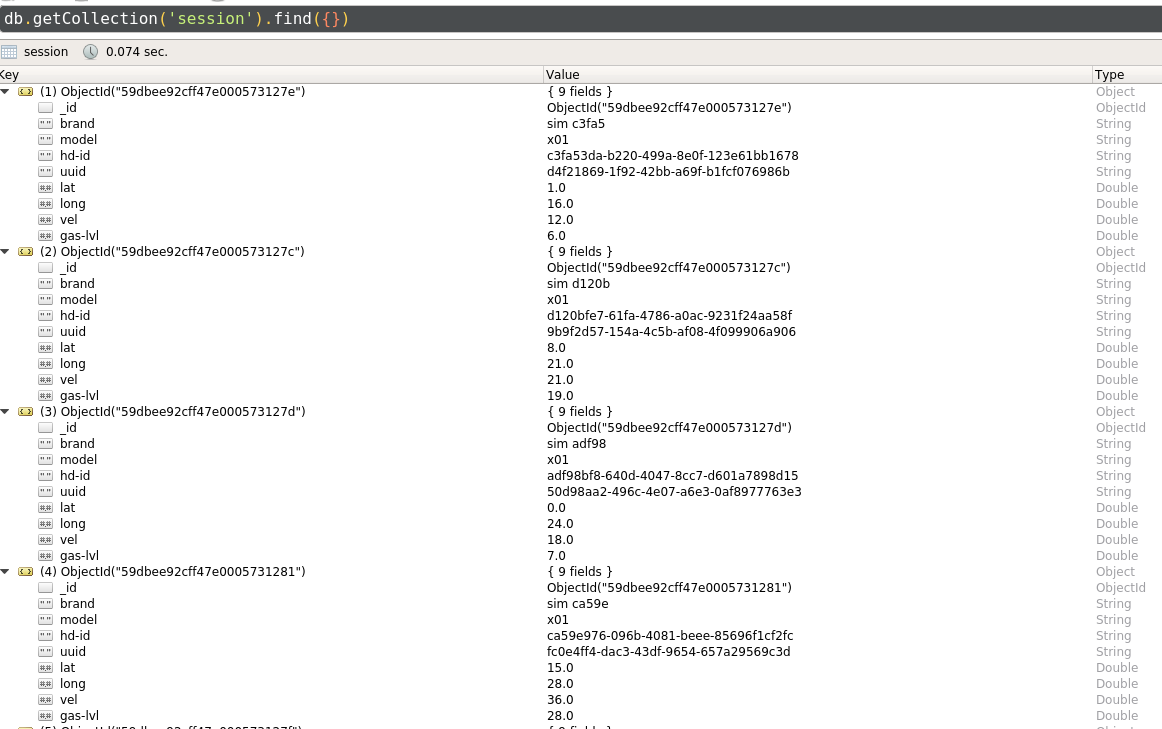 db.getCollection('session').find({})
session 0.074 sec.
Key Value Type
(1) ObjectId("59dbee92cff47e000573127e") { 9 fields } Object
_id ObjectId("59dbee92cff47e000573127e") ObjectId
brand sim c3fa5 String
model x01 String
hd-id c3fa53da-b220-499a-8e0f-123e61bb1678 String
uuid d4f21869-1f92-42bb-a69f-b1fcf076986b String
lat 1.0 Double
long 16.0 Double
vel 12.0 Double
gas-lvl 6.0 Double
(2) ObjectId("59dbee92cff47e000573127c") { 9 fields } Object
_id ObjectId("59dbee92cff47e000573127c") ObjectId
brand sim d120b String
model x01 String
hd-id d120bfe7-61fa-4786-a0ac-9231f24aa58f String
uuid 9b9f2d57-154a-4c5b-af08-4f099906a906 String
lat 8.0 Double
long 21.0 Double
vel 21.0 Double
gas-lvl 19.0 Double
(3) ObjectId("59dbee92cff47e000573127d") { 9 fields } Object
_id ObjectId("59dbee92cff47e000573127d") ObjectId
brand sim adf98 String
model x01 String
hd-id adf98bf8-640d-4047-8cc7-d601a7898d15 String
uuid 50d98aa2-496c-4e07-a6e3-0af8977763e3 String
lat 0.0 Double
long 24.0 Double
vel 18.0 Double
gas-lvl 7.0 Double
(4) ObjectId("59dbee92cff47e0005731281") { 9 fields } Object
_id ObjectId("59dbee92cff47e0005731281") ObjectId
brand sim ca59e String
model x01 String
hd-id ca59e976-096b-4081-beee-85696f1cf2fc String
uuid fc0e4ff4-dac3-43df-9654-657a29569c3d String
lat 15.0 Double
long 28.0 Double
vel 36.0 Double
gas-lvl 28.0 Double